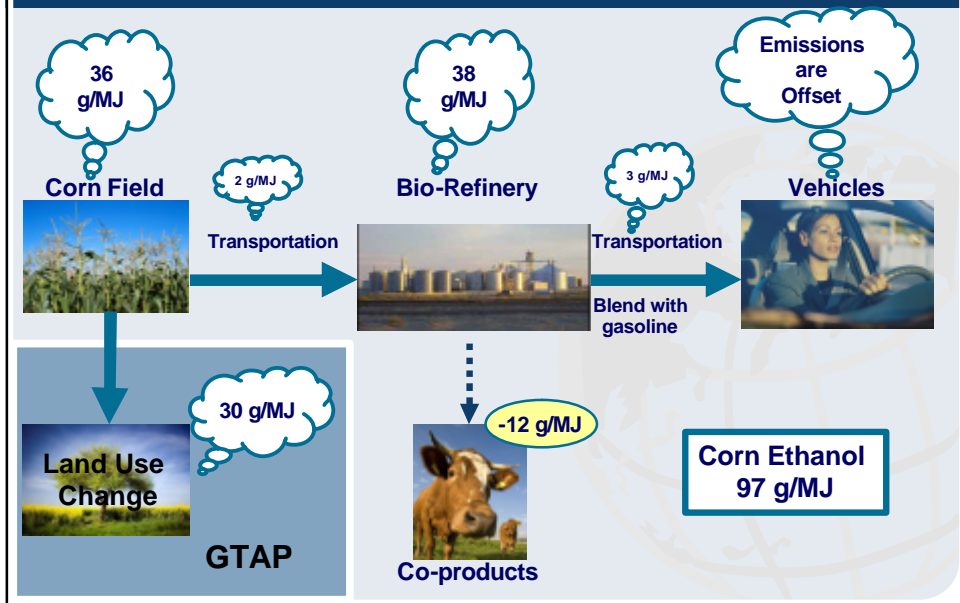 36
g/MJ
38
g/MJ
Emissions
are
Offset
Corn Field
2 g/MJ
Bio-Refinery
3 g/MJ
Vehicles
Transportation
Transportation
Blend with
gasoline
30 g/MJ
-12 g/MJ
Land Use
Change
Corn Ethanol
97 g/MJ
GTAP
Co-products